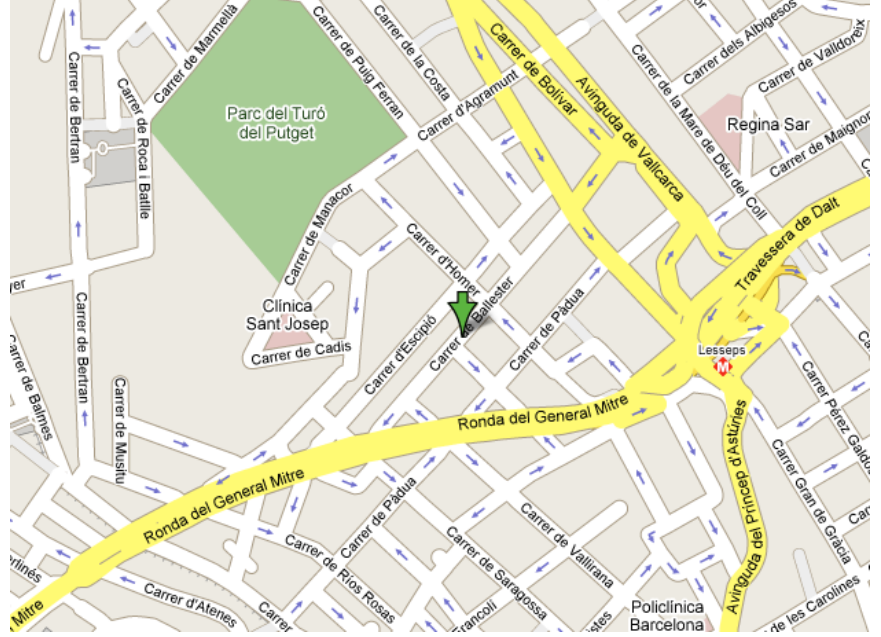 Carrer de Bertran
Carrer de Marmellà
Carrer de Roca i Batlle
Carrer de Puig Ferran
Carrer de la Costa
Carrer d'Agramunt
Carrer de Bolívar
Avinguda de Vallcarca
Carrer dels Albigesos
Carrer de Valldoreix
Carrer de la Mare de Déu del Coll
Regina Sar
Carrer de Maignon
Parc del Turó
del Putget
Carrer de Manacor
Carrer d'Homer
Travessera de Dalt
Clínica
Sant Josep
Carrer de Cadis
Carrer d'Escipió
Carrer de Ballester
Carrer de Pàdua
Lesseps
M
Carrer de Bertran
Carrer de Balmes
Carrer de Musitu
Ronda del General Mitre
Ronda del General Mitre
Carrer de Pàdua
Carrer de Ríos Rosas
Carrer de Saragossa
Carrer de Vallirana
Avinguda del Príncep d'Astúries
Carrer Gran de Gràcia
Carrer Pérez Galdó
Carrer d'Atenes
Mitre
Francolí
Policlínica
Barcelona
de les Carolines